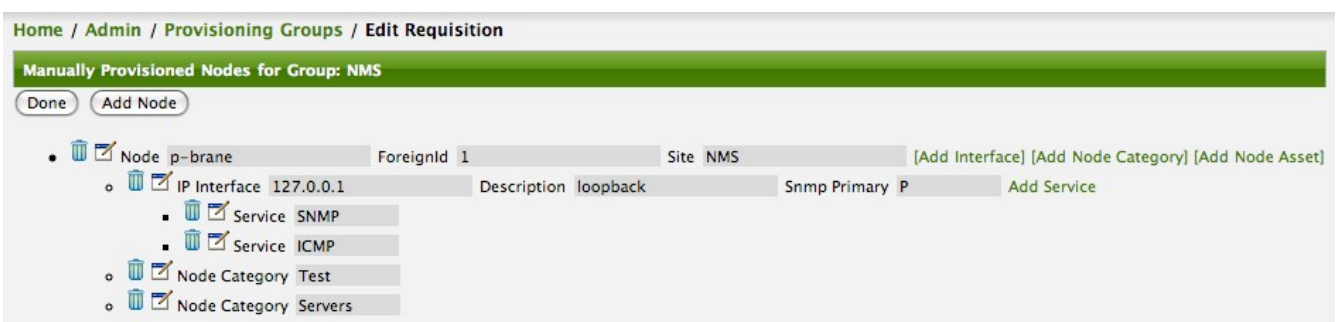 Home / Admin / Provisioning Groups / Edit Requisition
Manually Provisioned Nodes for Group: NMS
Done Add Node
Node p-brane ForeignId 1 Site NMS [Add Interface] [Add Node Category] [Add Node Asset]
IP Interface 127.0.0.1 Description loopback Snmp Primary P Add Service
Service SNMP
Service ICMP
Node Category Test
Node Category Servers